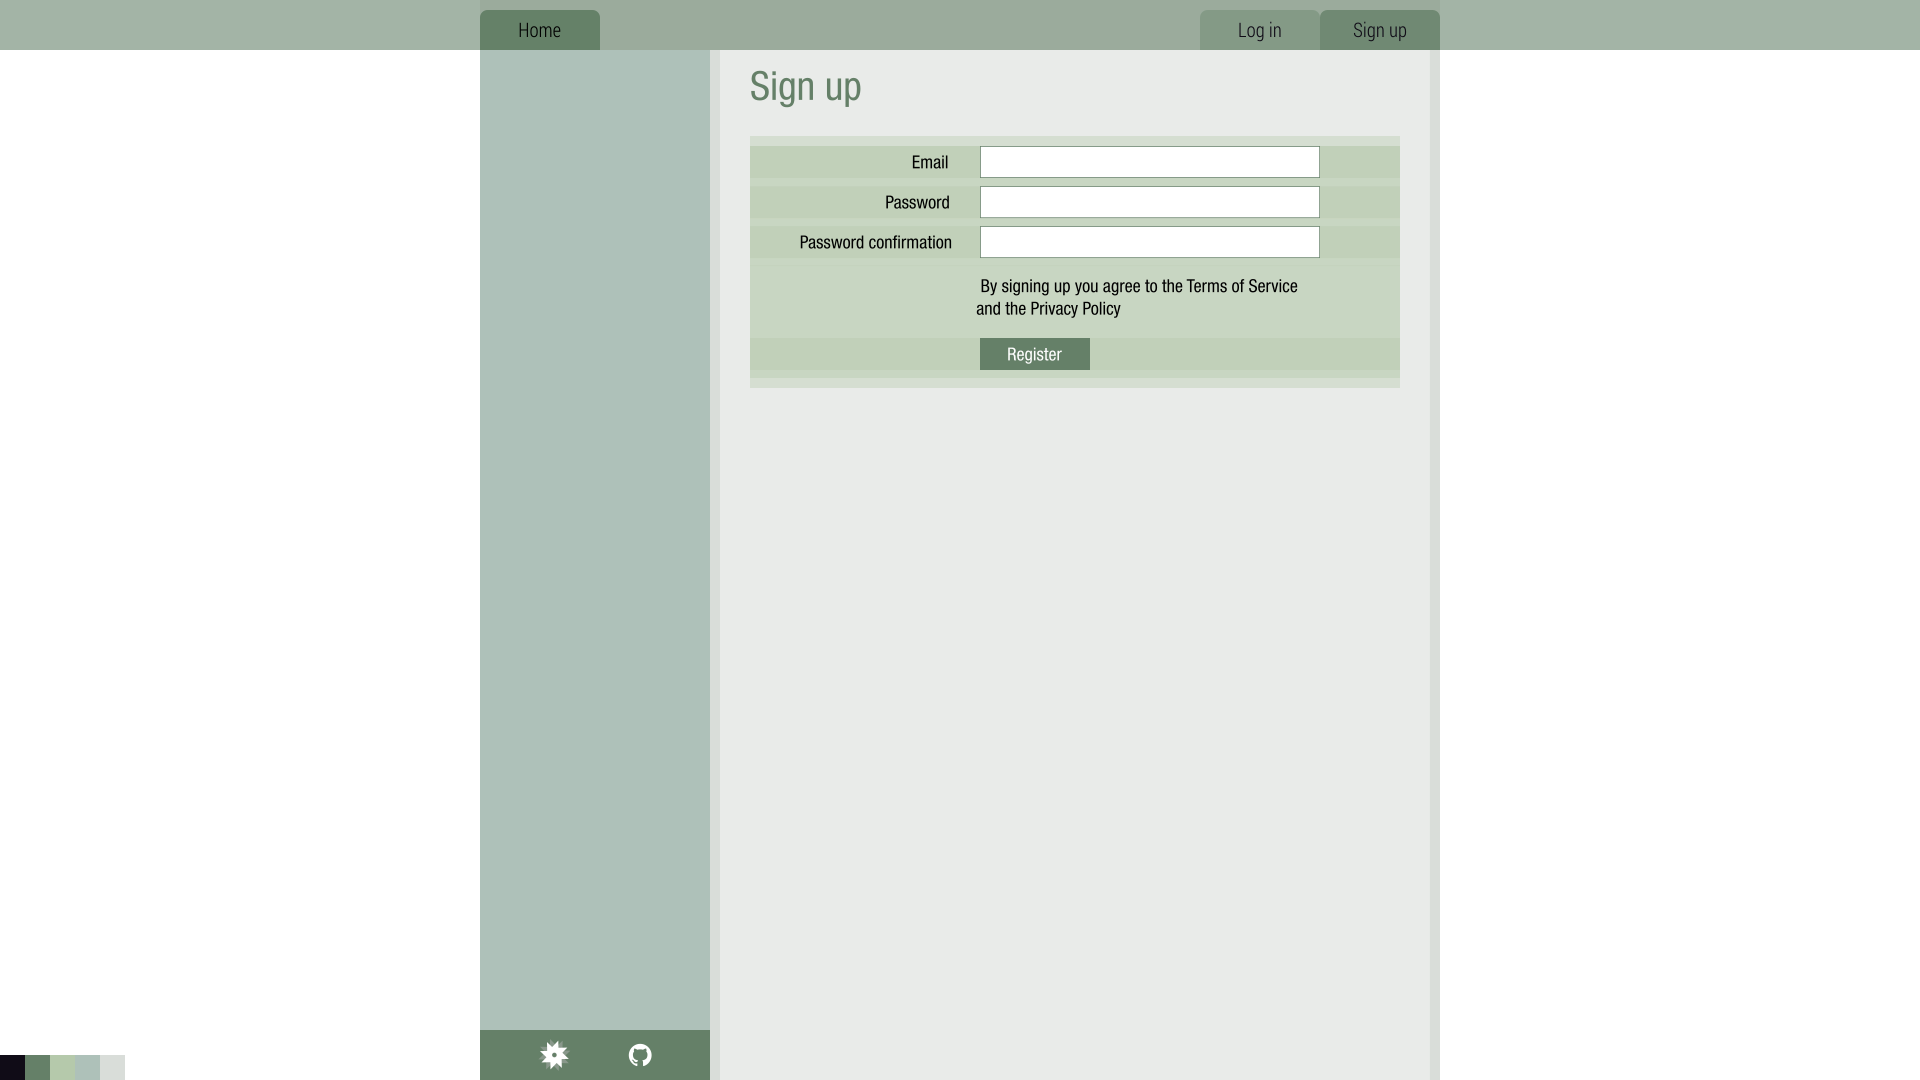 Home
Log in
Sign up
Sign up
Email
Password
Password confirmation
By signing up you agree to the Terms of Service
and the Privacy Policy
Register